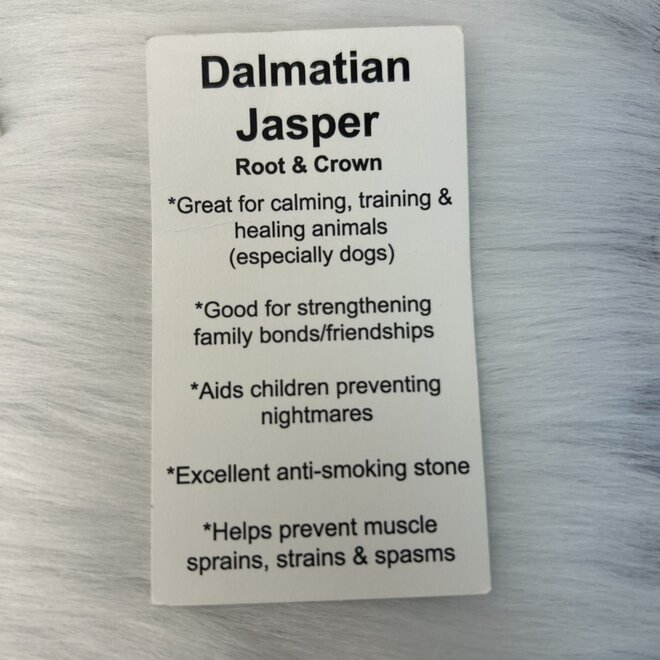 Dalmatian
Jasper
Root & Crown
*Great for calming, training &
healing animals
(especially dogs)
*Good for strengthening
family bonds/friendships
*Aids children preventing
nightmares
*Excellent anti-smoking stone
*Helps prevent muscle
sprains, strains & spasms